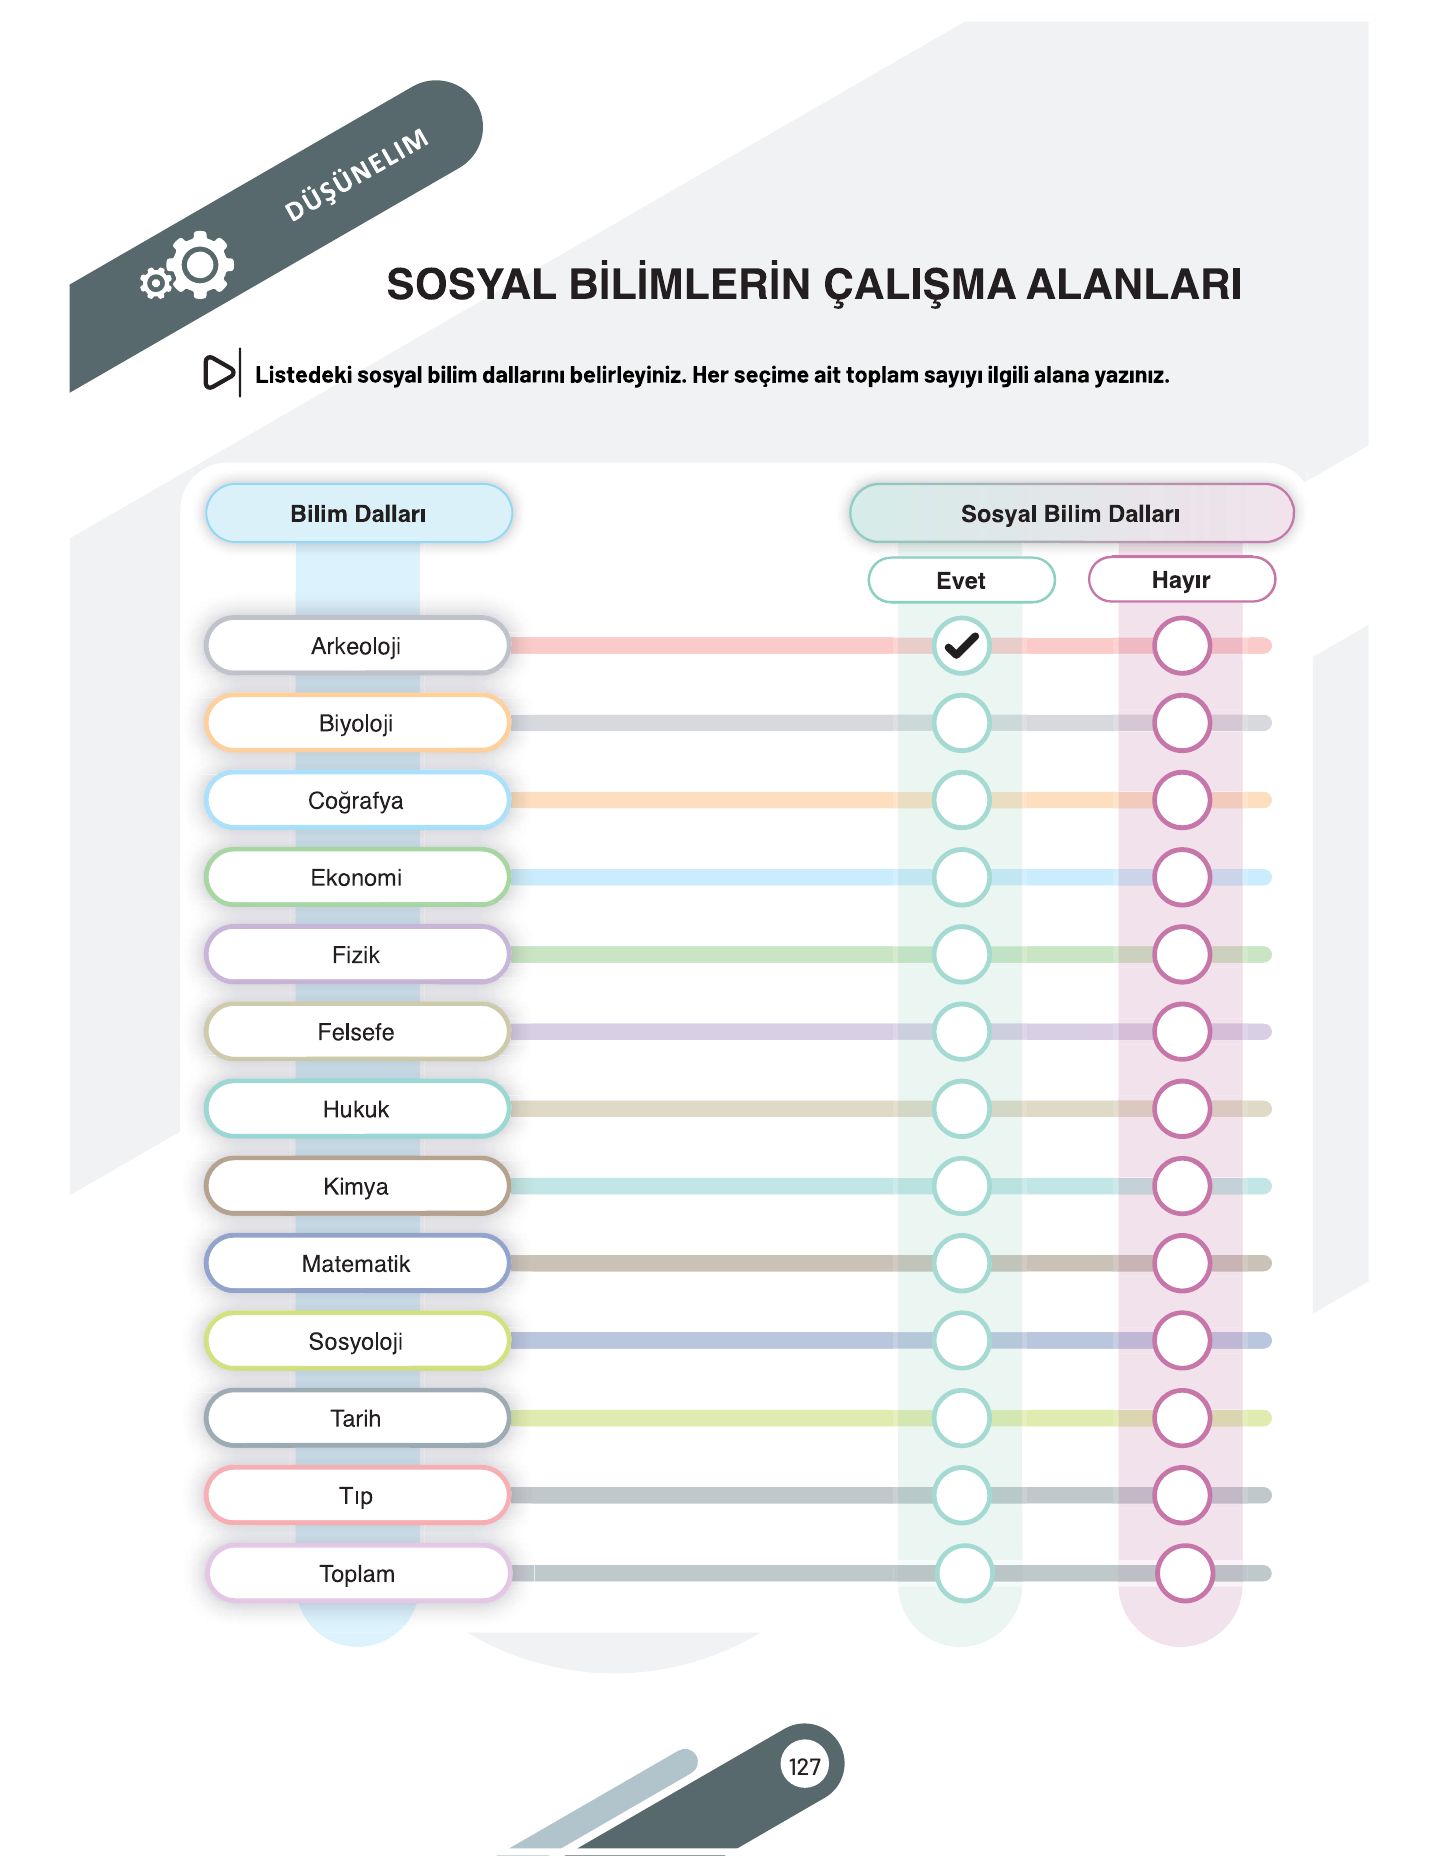 DÜŞÜNELIM
SOSYAL BİLİMLERİN ÇALIŞMA ALANLARI
Listedeki sosyal bilim dallarını belirleyiniz. Her seçime ait toplam sayıyı ilgili alana yazınız.
Bilim Dalları
Sosyal Bilim Dalları
Evet
Hayır
Arkeoloji
Biyoloji
Coğrafya
Ekonomi
Fizik
Felsefe
Hukuk
Kimya
Matematik
Sosyoloji
Tarih
Tıp
Toplam
127